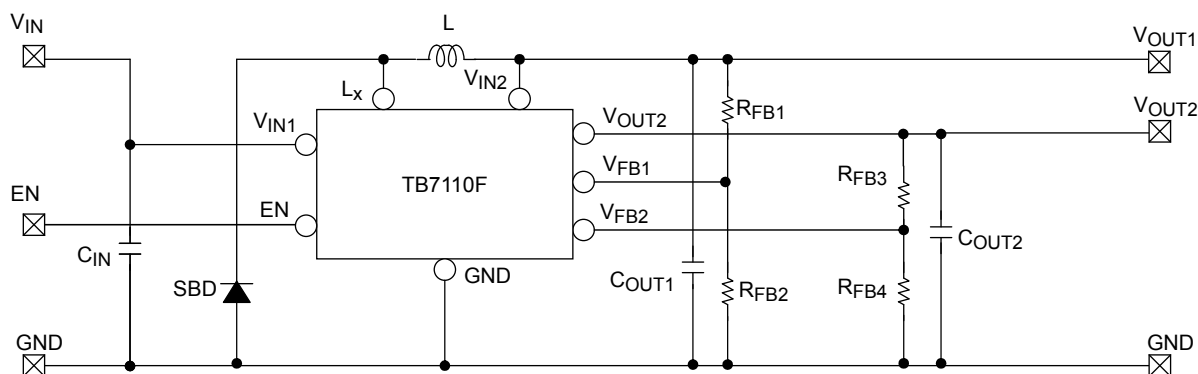 VIN
L
VOUT1
Lx
VIN2
VIN1
VOUT2
RFB1
VOUT2
EN
TB7110F
VFB1
RFB3
EN
VFB2
CIN
GND
COUT1
COUT2
SBD
RFB2
RFB4
GND
GND